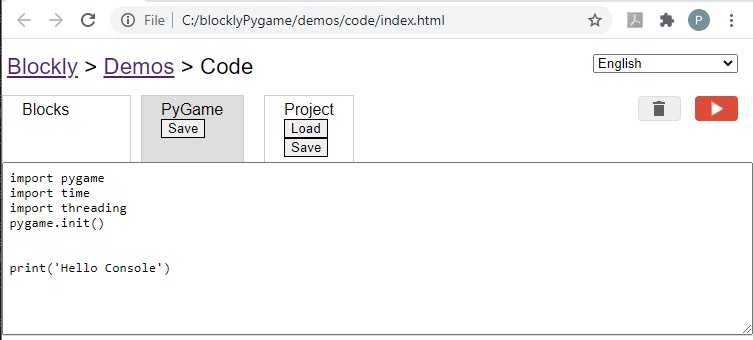 File C:/blocklyPygame/demos/code/index.html P
Blockly > Demos > Code English
Blocks PyGame Project
Save Load
Save
import pygame
import time
import threading
pygame.init()
print('Hello Console')